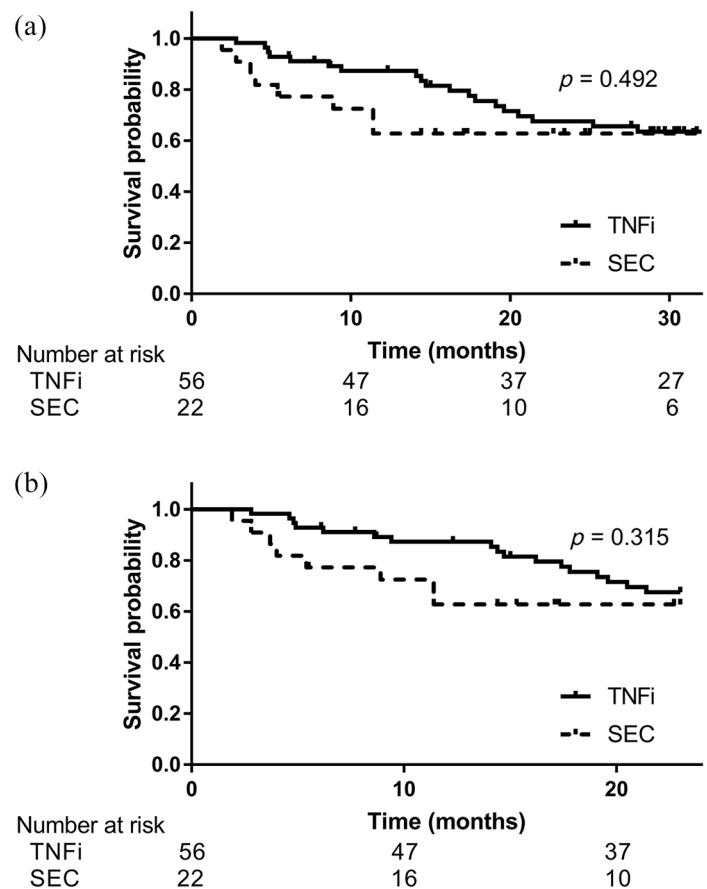 (a)
1.0
0.8
0.6
0.4
0.2
0.0
Survival probability
p = 0.492
TNFi
SEC
0 10 20 30
Time (months)
Number at risk
TNFi 56 47 37 27
SEC 22 16 10 6
(b)
1.0
0.8
0.6
0.4
0.2
0.0
Survival probability
p = 0.315
TNFi
SEC
0 10 20
Time (months)
Number at risk
TNFi 56 47 37
SEC 22 16 10